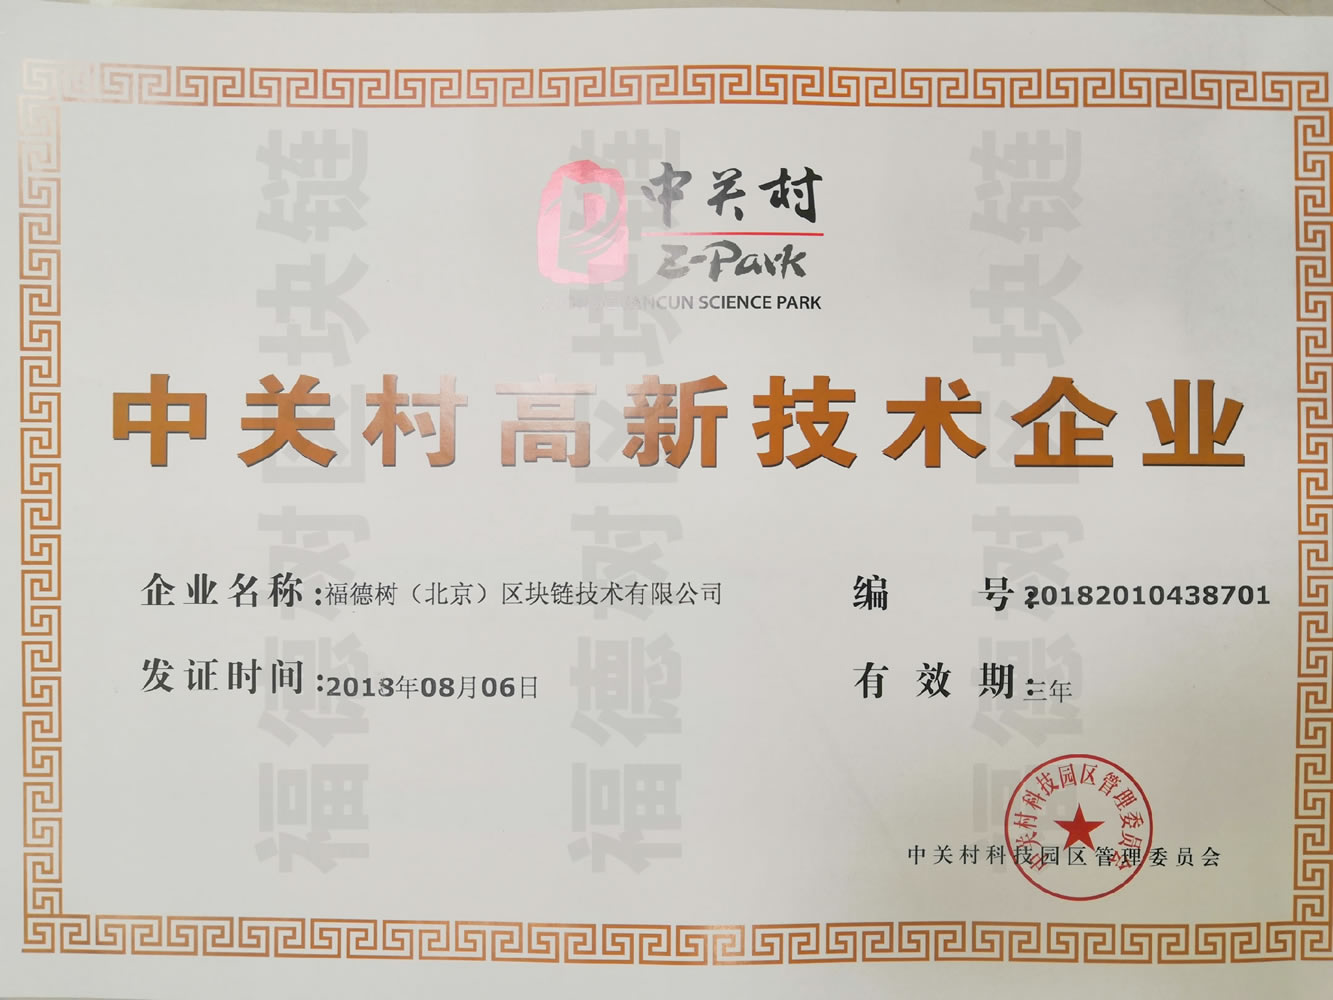 中关村
Z-Park
ANCUN SCIENCE PARK
中关村高新技术企业
企业名称:福德树（北京）区块链技术有限公司
编 号:20182010438701
发证时间:2018年08月06日
有 效 期:三年
中关村科技园区管理委员会
中关村科技园区管理委员会
福德树区块链
福德树区块链
福德树区块链